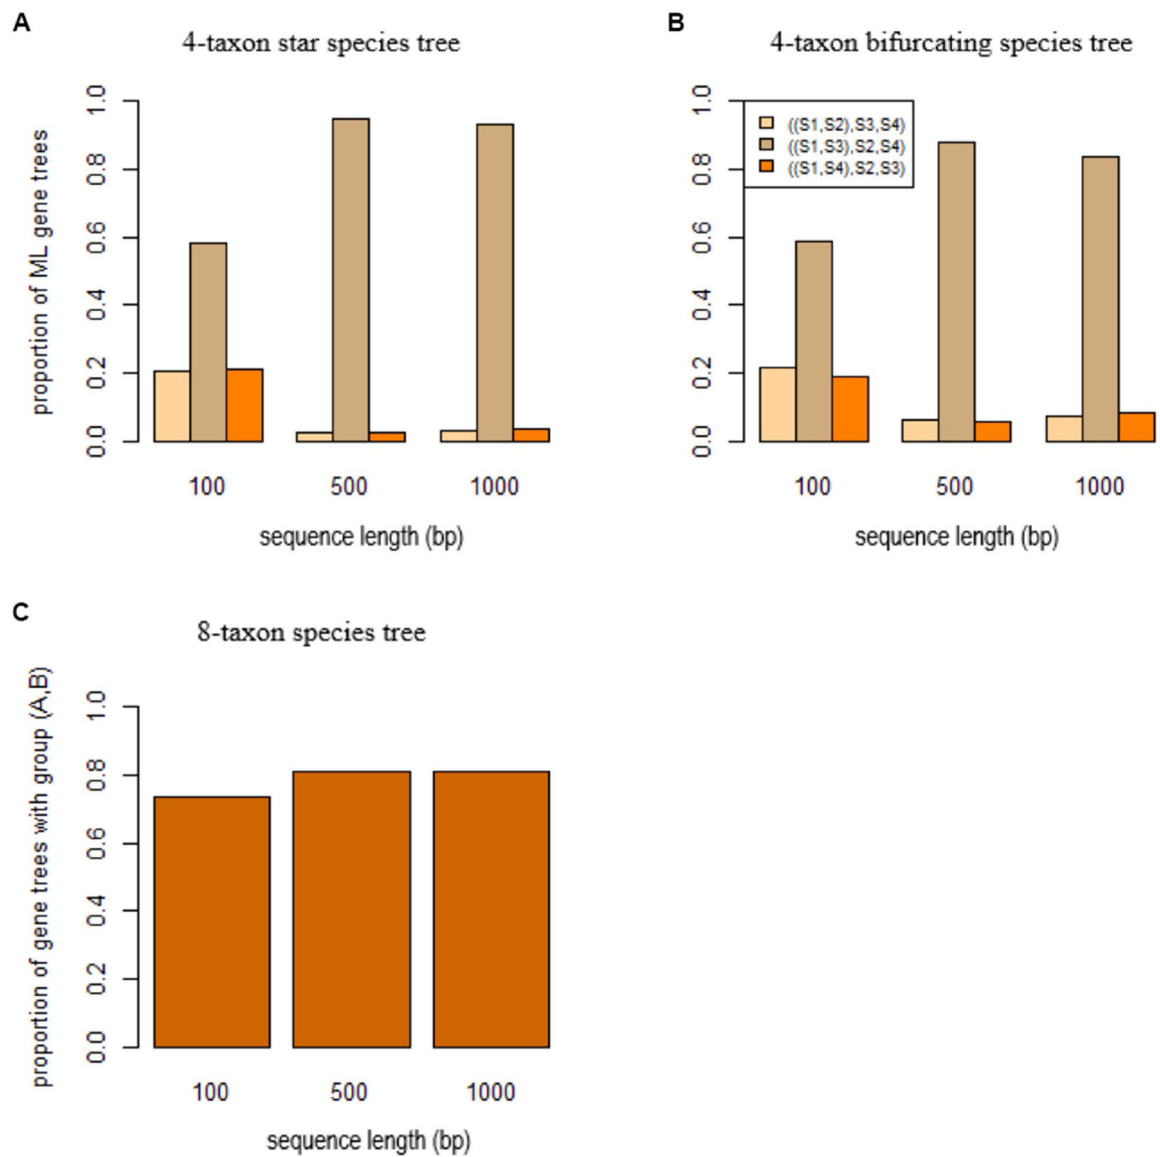 A
4-taxon star species tree
proportion of ML gene trees
1.0
0.8
0.6
0.4
0.2
0.0
100 500 1000
sequence length (bp)
B
4-taxon bifurcating species tree
1.0
0.8
0.6
0.4
0.2
0.0
((S1,S2),S3,S4)
((S1,S3),S2,S4)
((S1,S4),S2,S3)
100 500 1000
sequence length (bp)
C
8-taxon species tree
proportion of gene trees with group (A,B)
1.0
0.8
0.6
0.4
0.2
0.0
100 500 1000
sequence length (bp)